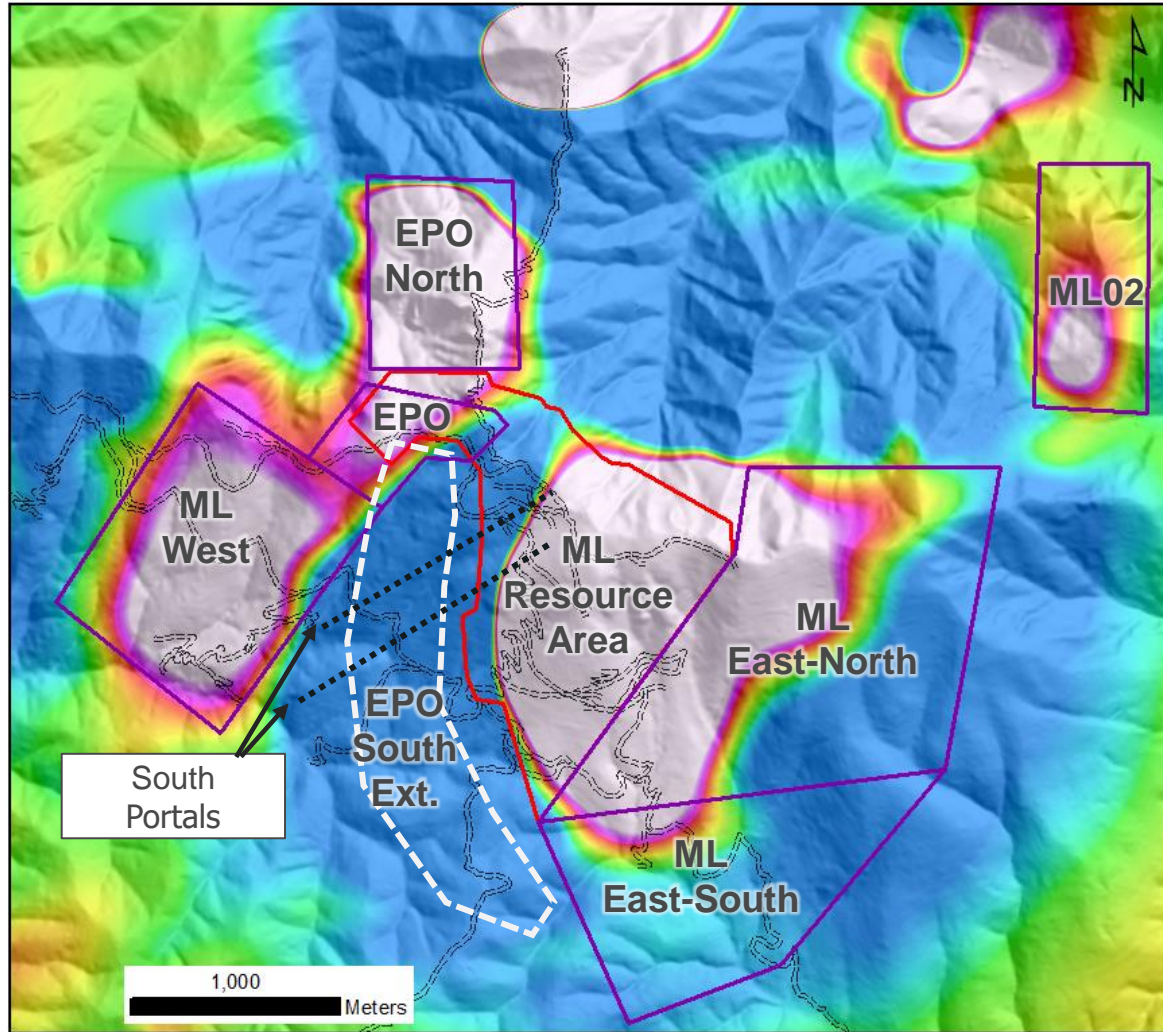 N
EPO
North
ML02
EPO
ML
West
ML
Resource
Area
ML
East-North
EPO
South
Ext.
South
Portals
ML
East-South
1,000
Meters